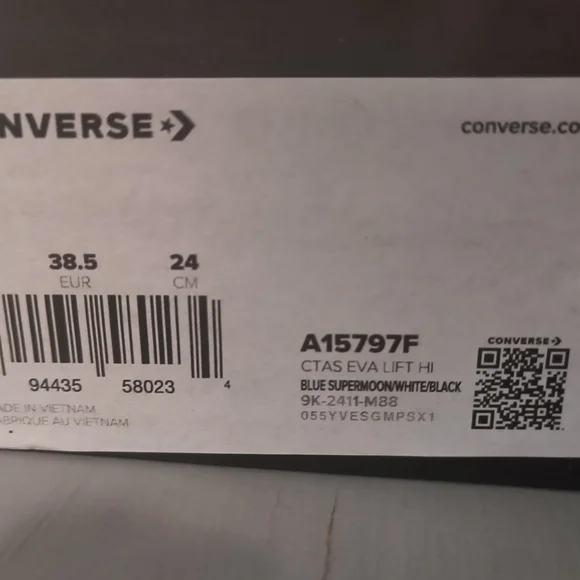 NVERSE
converse.co
38.5 24
EUR CM
94435 58023 4
ADE IN VIETNAM
ABRIQUE AU VIETNAM
A15797F
CTAS EVA LIFT HI
BLUE SUPERMOON/WHITE/BLACK
9K-2411-M88
055YVESGMPSX1
CONVERSE